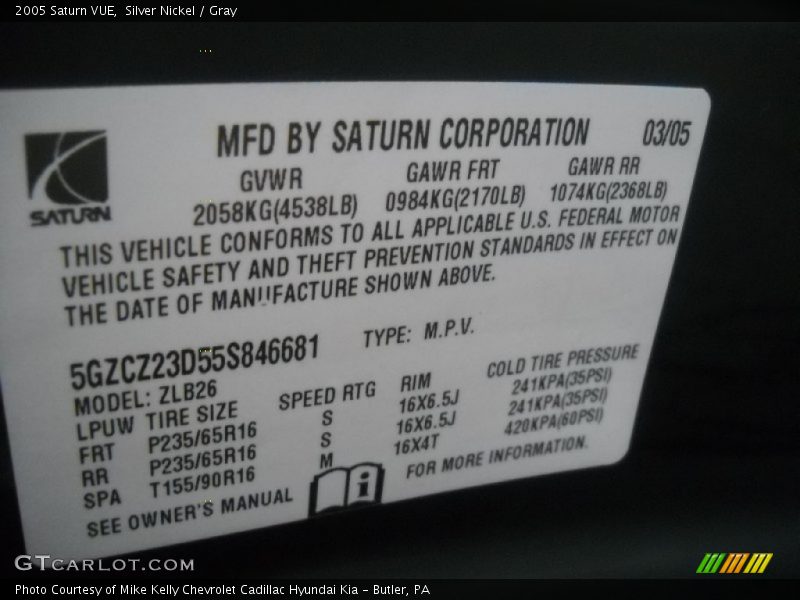 2005 Saturn VUE, Silver Nickel / Gray
MFD BY SATURN CORPORATION 03/05
SATURN
GVWR GAWR FRT GAWR RR
2058KG(4538LB) 0984KG(2170LB) 1074KG(2368LB)
THIS VEHICLE CONFORMS TO ALL APPLICABLE U.S. FEDERAL MOTOR
VEHICLE SAFETY AND THEFT PREVENTION STANDARDS IN EFFECT ON
THE DATE OF MANUFACTURE SHOWN ABOVE.
5GZCZ23D55S846681 TYPE: M.P.V.
MODEL: ZLB26
LPUW TIRE SIZE SPEED RTG RIM COLD TIRE PRESSURE
FRT P235/65R16 S 16X6.5J 241KPA(35PSI)
RR P235/65R16 S 16X6.5J 241KPA(35PSI)
SPA T155/90R16 M 16X4T 420KPA(60PSI)
SEE OWNER'S MANUAL i FOR MORE INFORMATION.
GTCARLOT.COM
Photo Courtesy of Mike Kelly Chevrolet Cadillac Hyundai Kia - Butler, PA